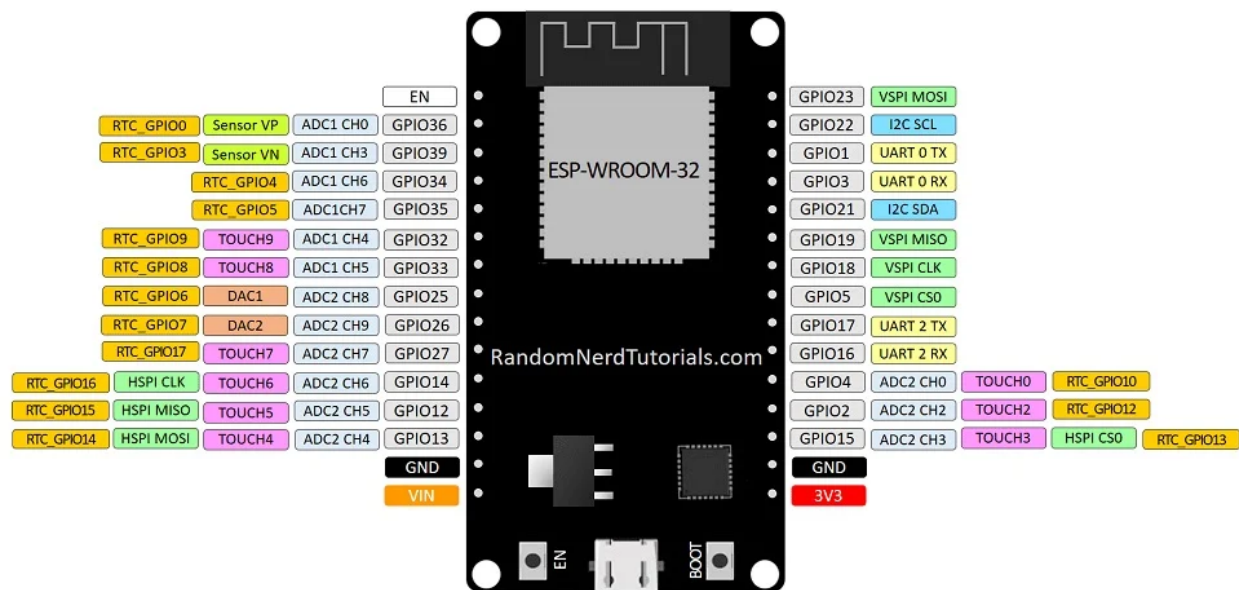 EN GPIO23 VSPI MOSI
RTC_GPIO0 Sensor VP ADC1 CH0 GPIO36 GPIO22 I2C SCL
RTC_GPIO3 Sensor VN ADC1 CH3 GPIO39 GPIO1 UART 0 TX
RTC_GPIO4 ADC1 CH6 GPIO34 GPIO3 UART 0 RX
ESP-WROOM-32
RTC_GPIO5 ADC1CH7 GPIO35 GPIO21 I2C SDA
RTC_GPIO9 TOUCH9 ADC1 CH4 GPIO32 GPIO19 VSPI MISO
RTC_GPIO8 TOUCH8 ADC1 CH5 GPIO33 GPIO18 VSPI CLK
RTC_GPIO6 DAC1 ADC2 CH8 GPIO25 GPIO5 VSPI CS0
RTC_GPIO7 DAC2 ADC2 CH9 GPIO26 GPIO17 UART 2 TX
RTC_GPIO17 TOUCH7 ADC2 CH7 GPIO27 GPIO16 UART 2 RX
RandomNerdTutorials.com
RTC_GPIO16 HSPI CLK TOUCH6 ADC2 CH6 GPIO14 GPIO4 ADC2 CH0 TOUCH0 RTC_GPIO10
RTC_GPIO15 HSPI MISO TOUCH5 ADC2 CH5 GPIO12 GPIO2 ADC2 CH2 TOUCH2 RTC_GPIO12
RTC_GPIO14 HSPI MOSI TOUCH4 ADC2 CH4 GPIO13 GPIO15 ADC2 CH3 TOUCH3 HSPI CS0 RTC_GPIO13
GND GND
VIN 3V3
EN BOOT